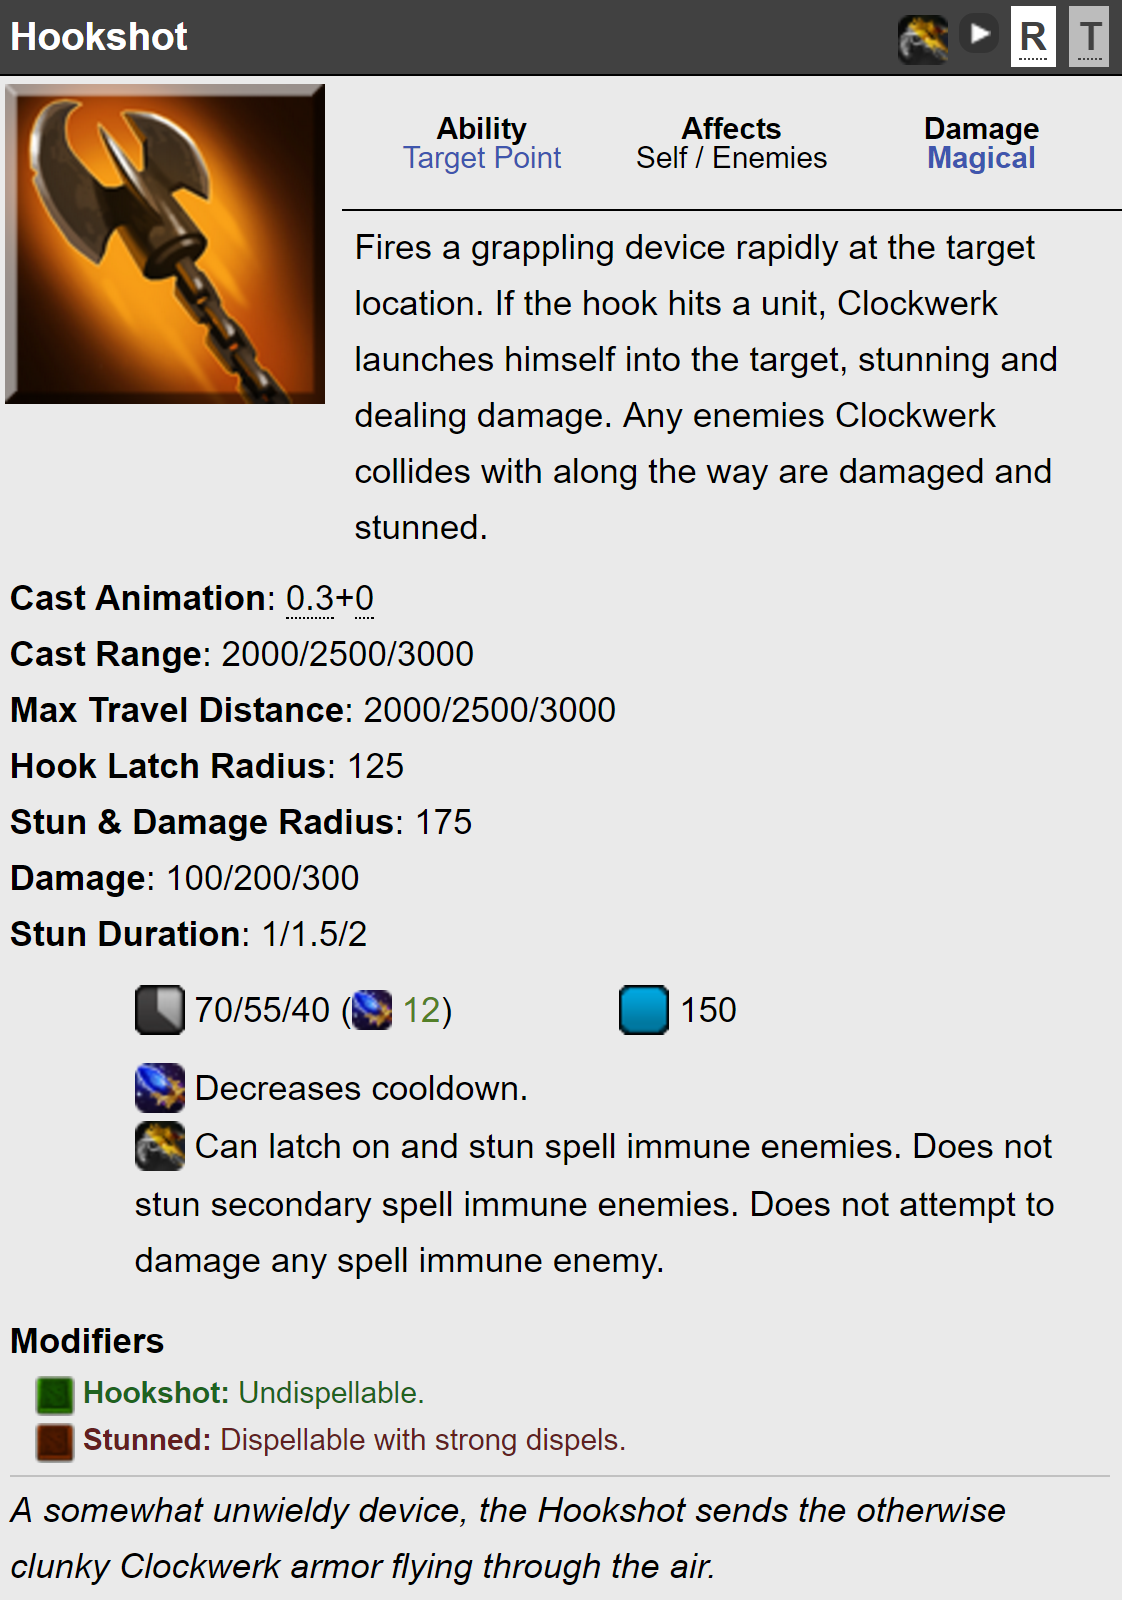 Hookshot
R T
Ability Affects Damage
Target Point Self / Enemies Magical
Fires a grappling device rapidly at the target
location. If the hook hits a unit, Clockwerk
launches himself into the target, stunning and
dealing damage. Any enemies Clockwerk
collides with along the way are damaged and
stunned.
Cast Animation: 0.3+0
Cast Range: 2000/2500/3000
Max Travel Distance: 2000/2500/3000
Hook Latch Radius: 125
Stun & Damage Radius: 175
Damage: 100/200/300
Stun Duration: 1/1.5/2
70/55/40 ( 12) 150
Decreases cooldown.
Can latch on and stun spell immune enemies. Does not
stun secondary spell immune enemies. Does not attempt to
damage any spell immune enemy.
Modifiers
Hookshot: Undispellable.
Stunned: Dispellable with strong dispels.
A somewhat unwieldy device, the Hookshot sends the otherwise
clunky Clockwerk armor flying through the air.